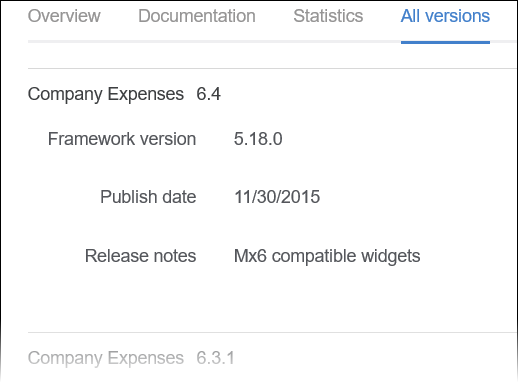 Overview Documentation Statistics All versions
Company Expenses 6.4
Framework version 5.18.0
Publish date 11/30/2015
Release notes Mx6 compatible widgets
Company Expenses 6.3.1